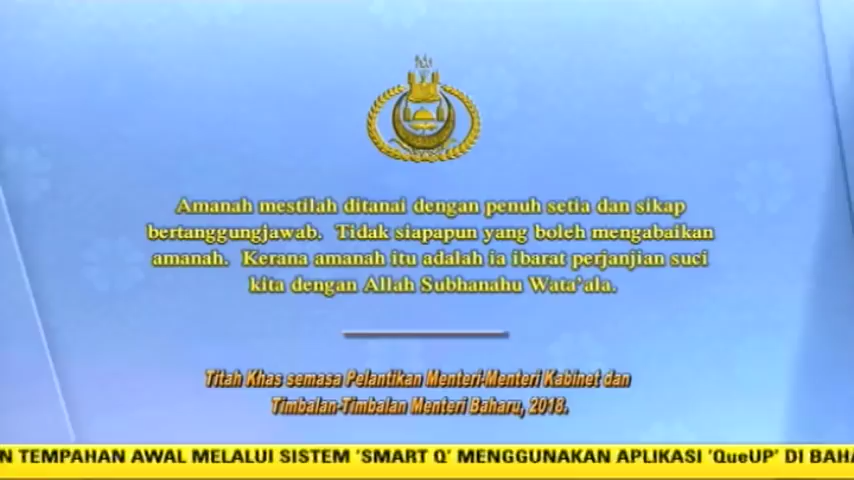 Amanah mestilah ditanai dengan penuh setia dan sikap
bertanggungjawab. Tidak siapapun yang boleh mengabaikan
amanah. Kerana amanah itu adalah ia ibarat perjanjian suci
kita dengan Allah Subhanahu Wata'ala.
Titah Khas semasa Pelantikan Menteri-Menteri Kabinet dan
Timbalan-Timbalan Menteri Baharu, 2018.
N TEMPAHAN AWAL MELALUI SISTEM 'SMART Q' MENGGUNAKAN APLIKASI 'QueUP' DI BAHA